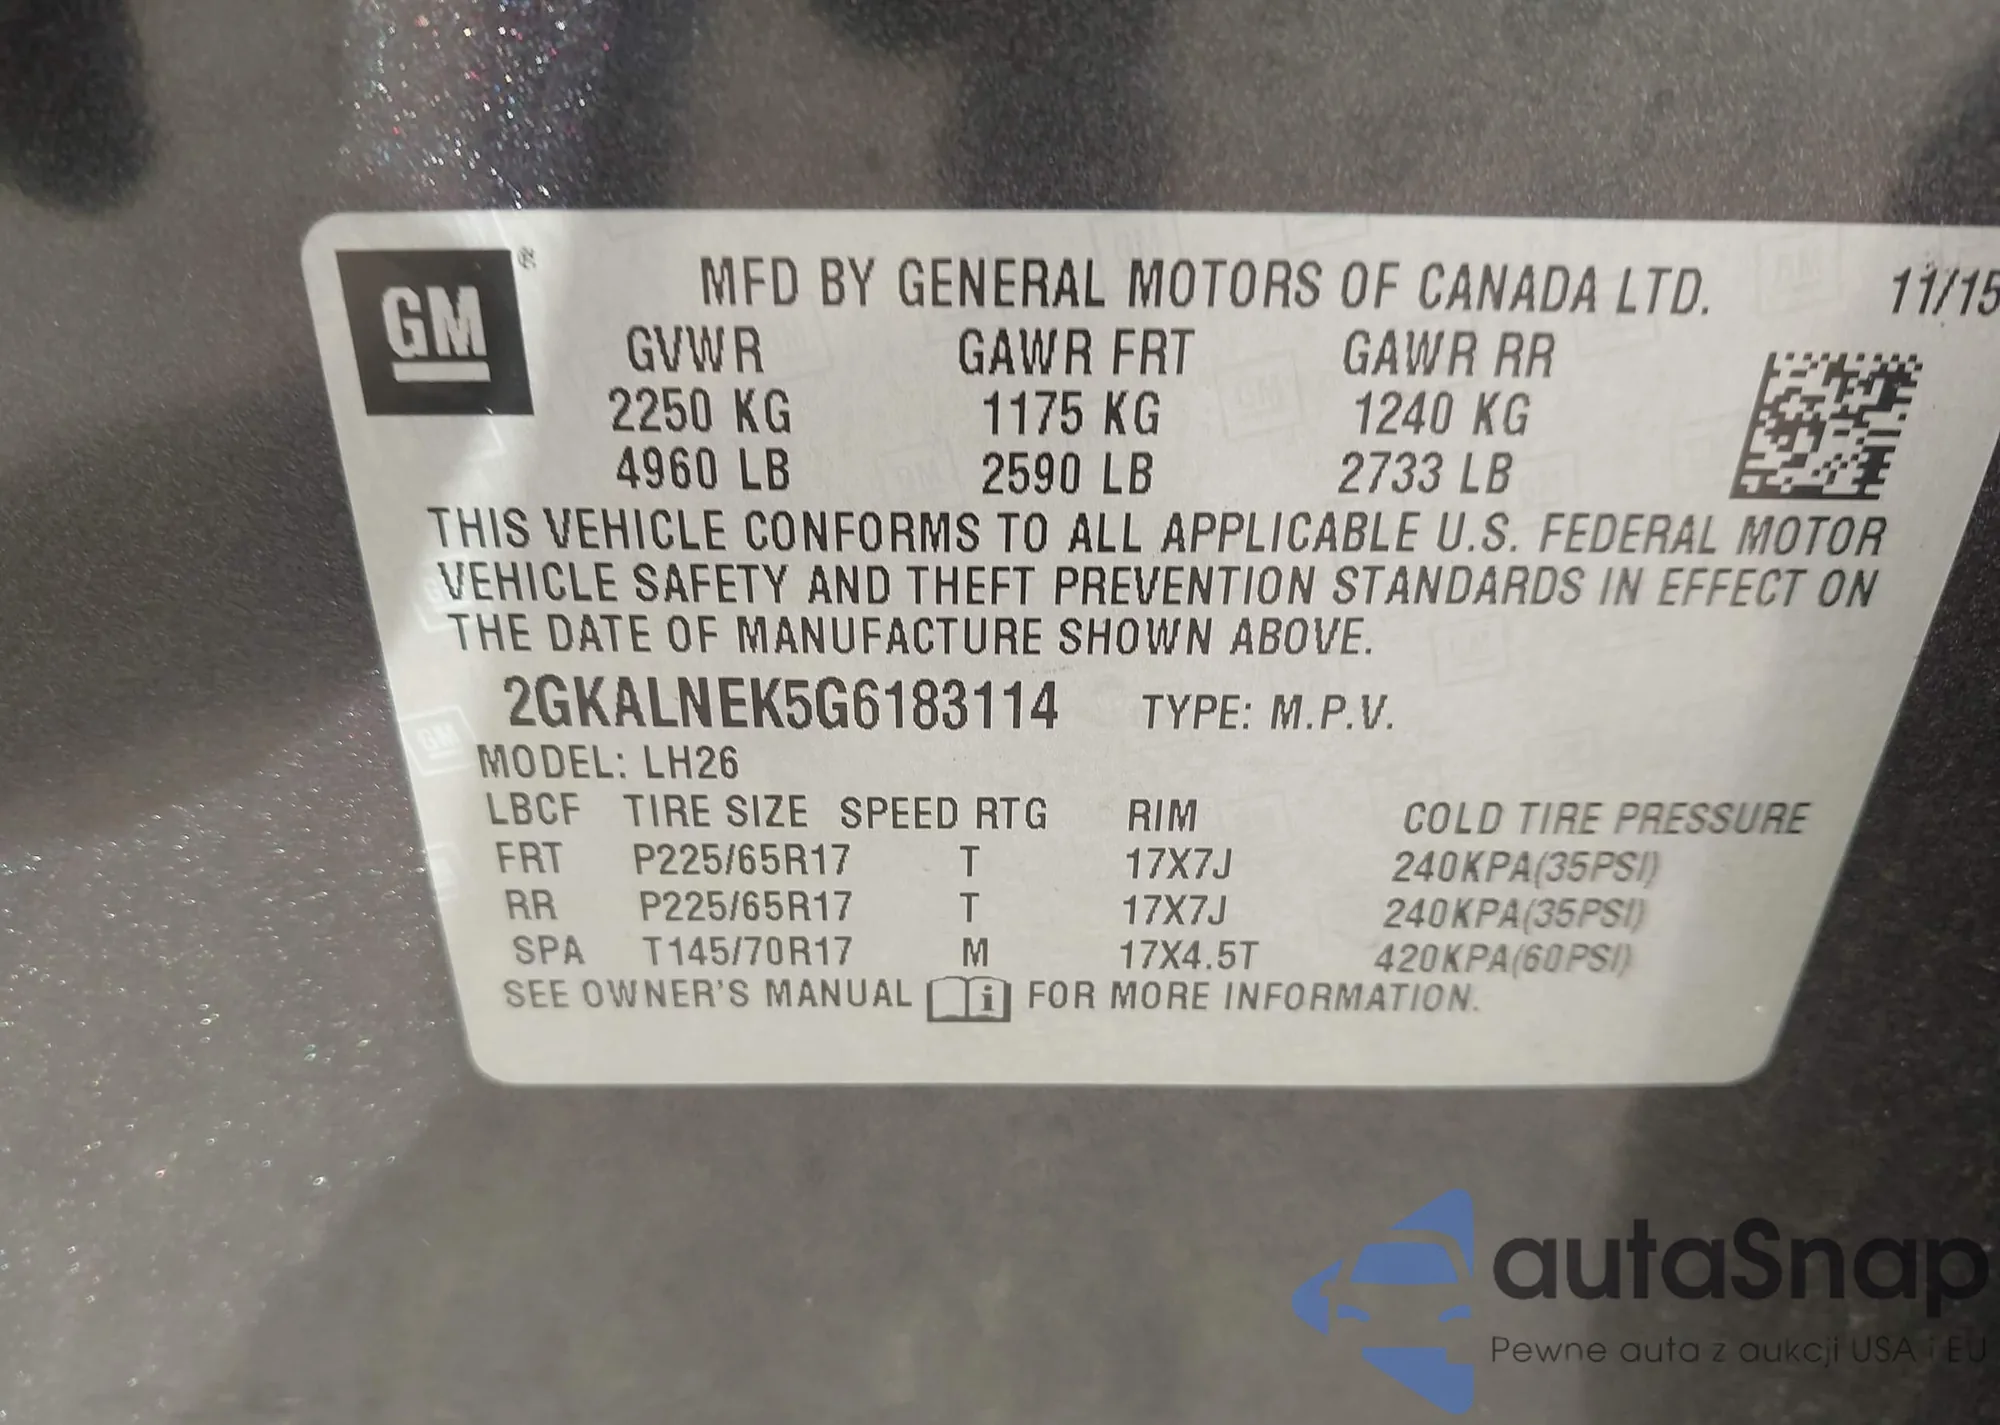 GM ®
MFD BY GENERAL MOTORS OF CANADA LTD. 11/15
GVWR GAWR FRT GAWR RR
2250 KG 1175 KG 1240 KG
4960 LB 2590 LB 2733 LB
THIS VEHICLE CONFORMS TO ALL APPLICABLE U.S. FEDERAL MOTOR
VEHICLE SAFETY AND THEFT PREVENTION STANDARDS IN EFFECT ON
THE DATE OF MANUFACTURE SHOWN ABOVE.
2GKALNEK5G6183114 TYPE: M.P.V.
MODEL: LH26
LBCF TIRE SIZE SPEED RTG RIM COLD TIRE PRESSURE
FRT P225/65R17 T 17X7J 240KPA(35PSI)
RR P225/65R17 T 17X7J 240KPA(35PSI)
SPA T145/70R17 M 17X4.5T 420KPA(60PSI)
SEE OWNER'S MANUAL i FOR MORE INFORMATION.
autaSnap
Pewne auta z aukcji USA i EU